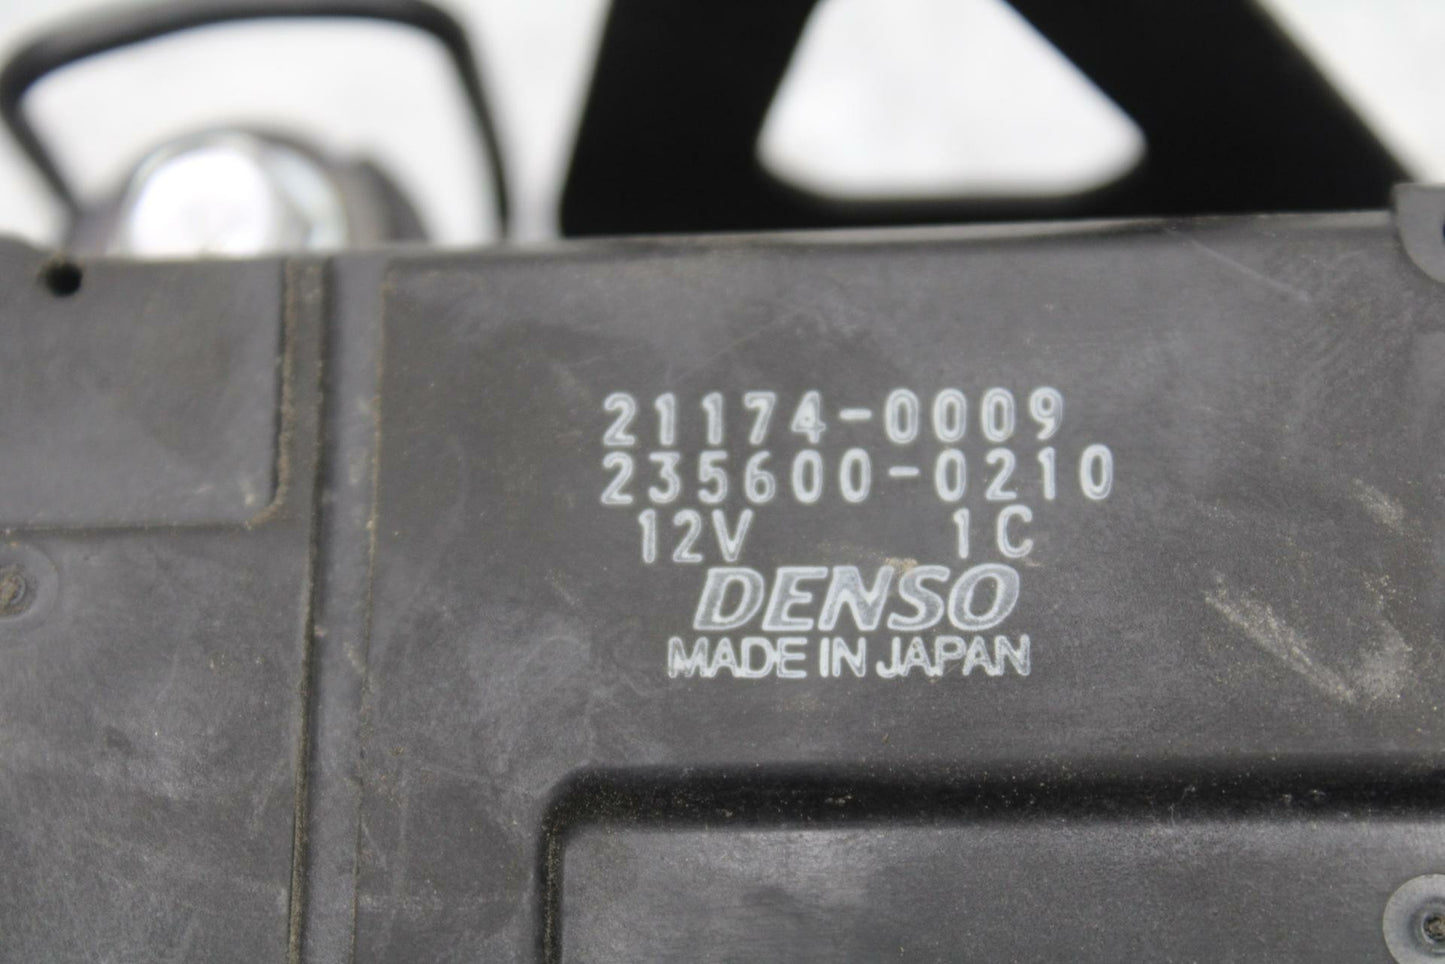 21174-0009
235600-0210
12V 1C
DENSO
MADE IN JAPAN